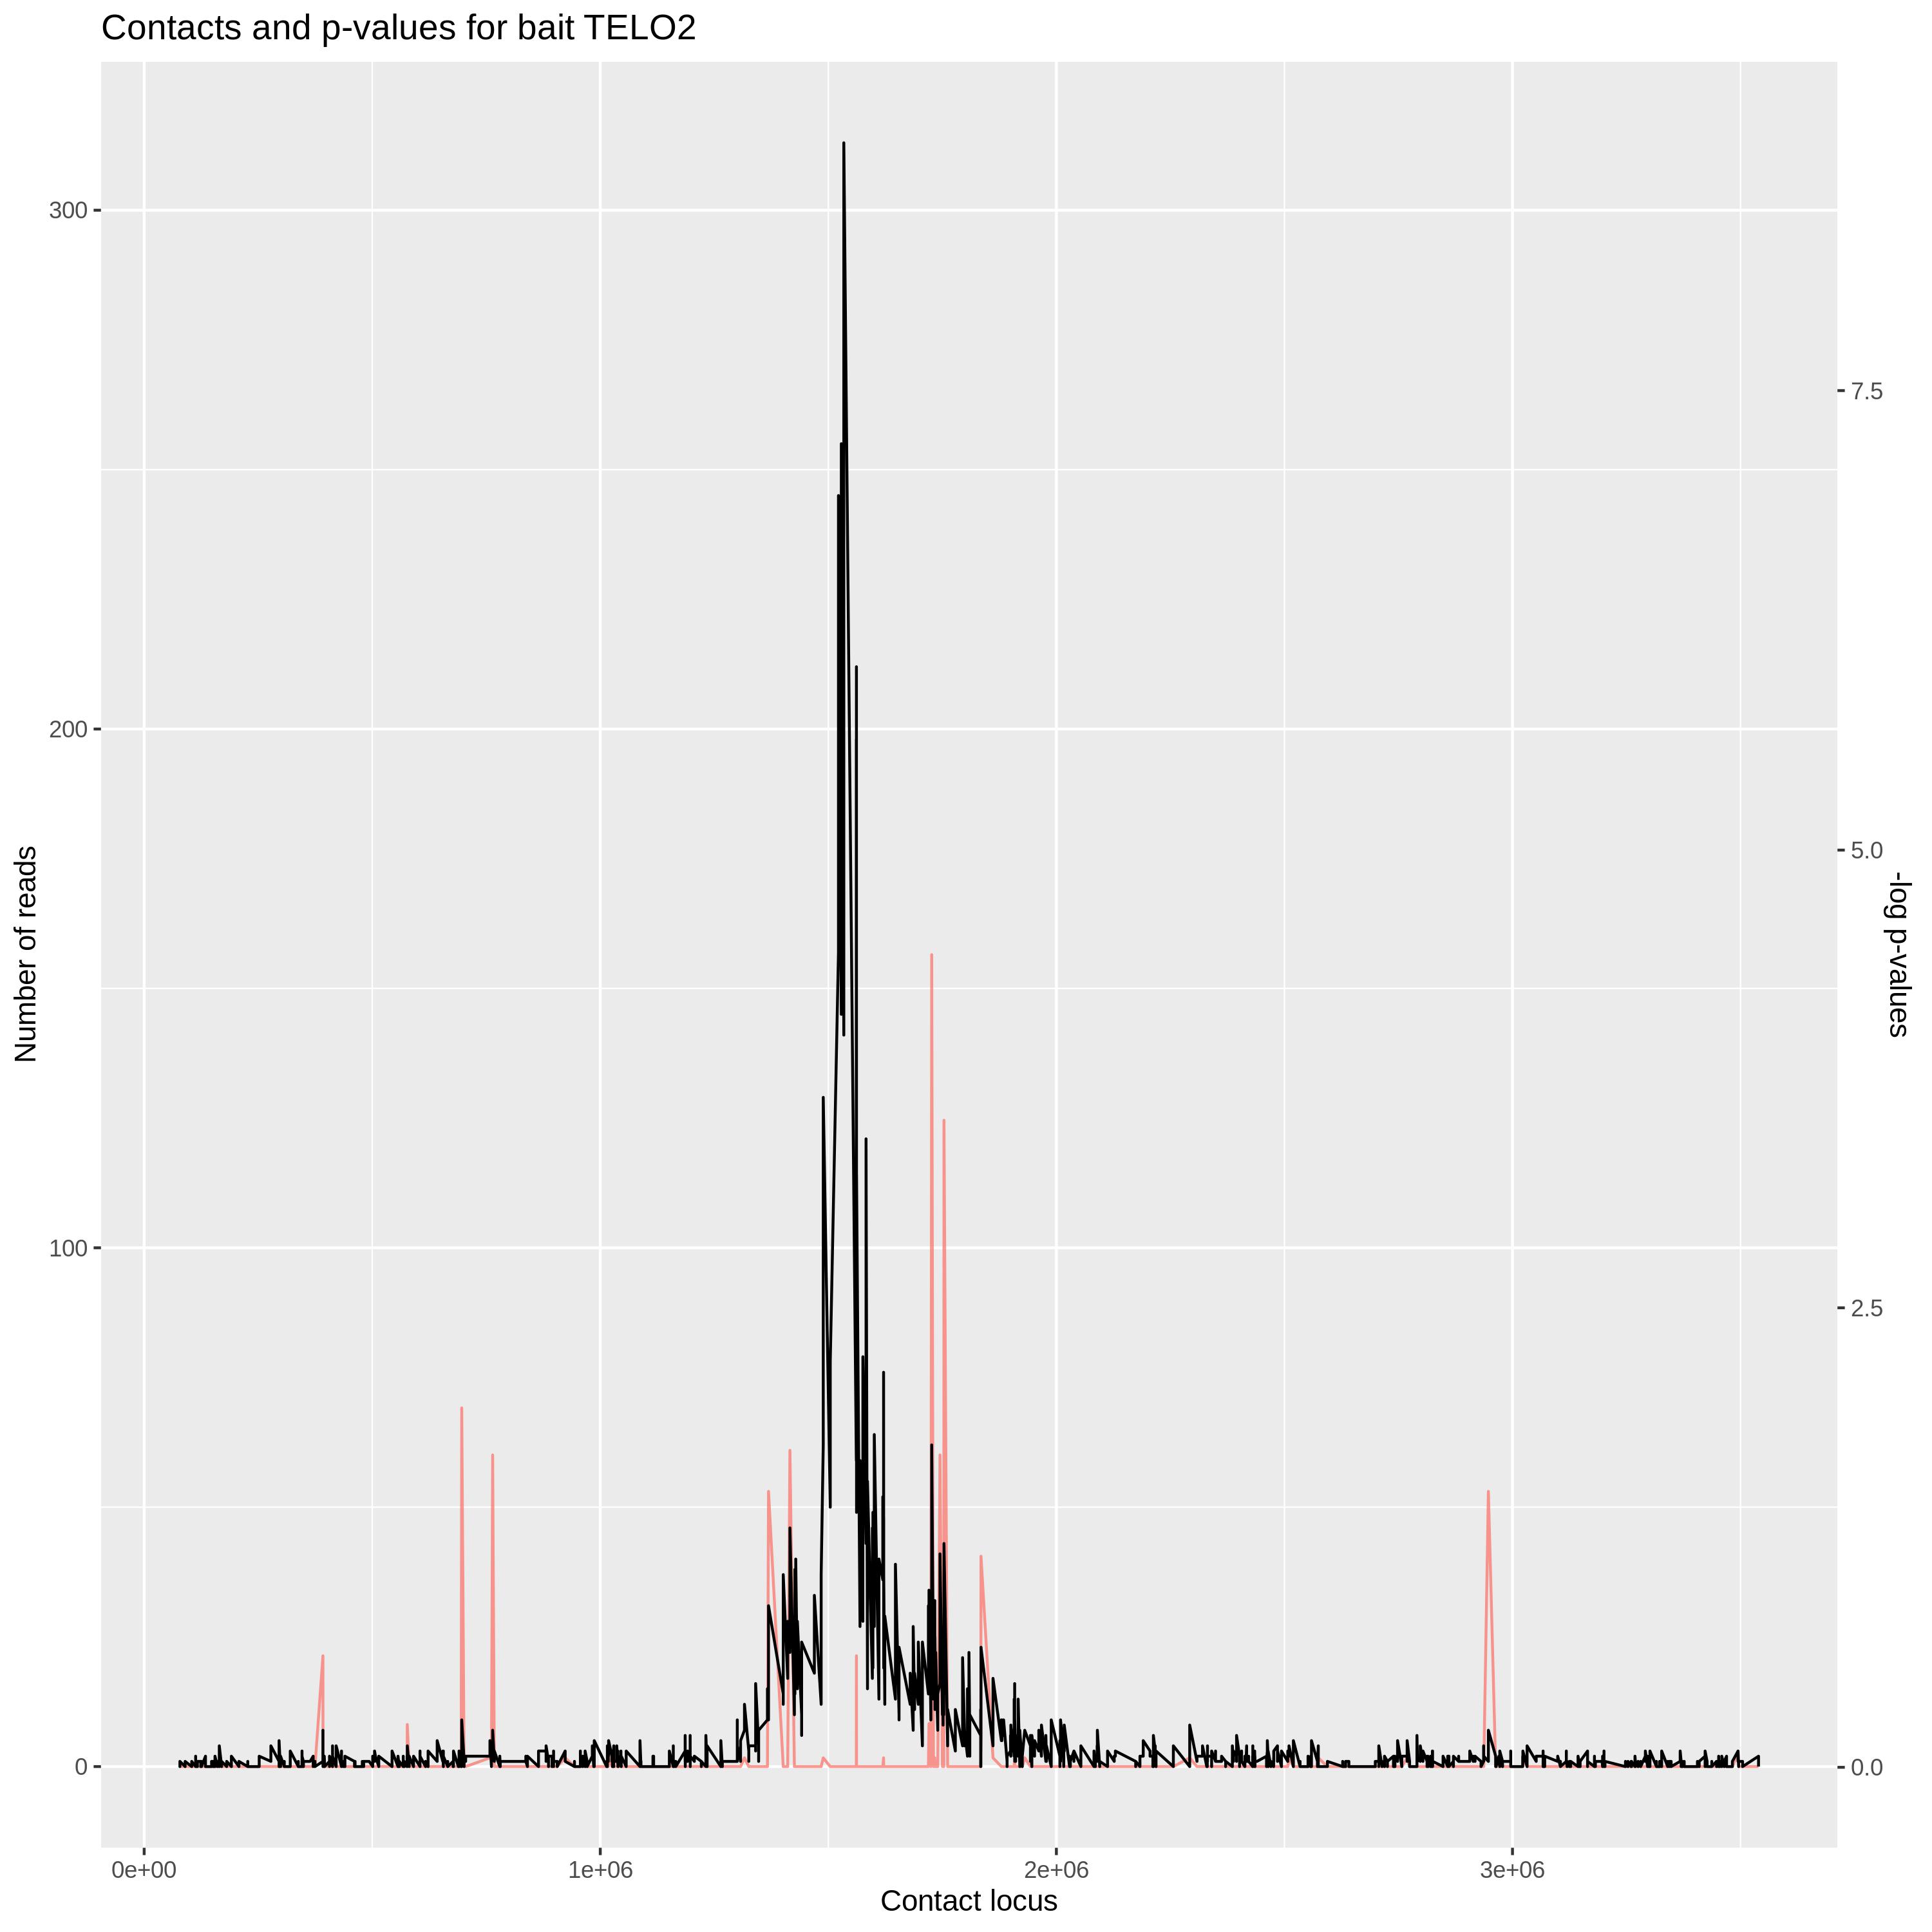 Contacts and p-values for bait TELO2
Number of reads
300
200
100
0
7.5
5.0
2.5
0.0
-log p-values
0e+00
1e+06
2e+06
3e+06
Contact locus